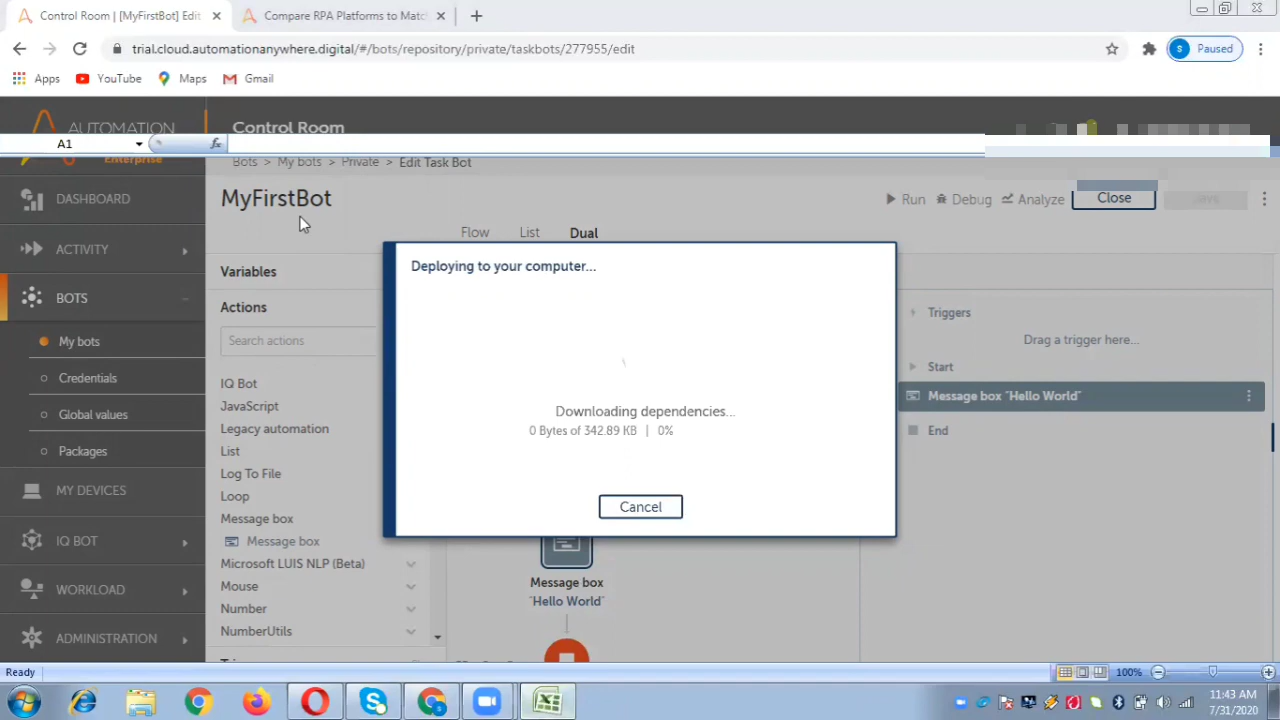 Control Room | [MyFirstBot] Edit
Compare RPA Platforms to Matc
trial.cloud.automationanywhere.digital/#/bots/repository/private/taskbots/277955/edit
S Paused
Apps YouTube Maps Gmail
AUTOMATION
Enterprise
Control Room
A1 fx
Bots > My bots > Private > Edit Task Bot
DASHBOARD
ACTIVITY
BOTS
My bots
Credentials
Global values
Packages
MY DEVICES
IQ BOT
WORKLOAD
ADMINISTRATION
MyFirstBot
Run Debug Analyze Close
Flow List Dual
Variables
Actions
Search actions
IQ Bot
JavaScript
Legacy automation
List
Log To File
Loop
Message box
Message box
Microsoft LUIS NLP (Beta)
Mouse
Number
NumberUtils
Deploying to your computer...
Downloading dependencies...
0 Bytes of 342.89 KB | 0%
Cancel
Message box
"Hello World"
Triggers
Drag a trigger here...
Start
Message box "Hello World"
End
Ready
100%
11:43 AM
7/31/2020